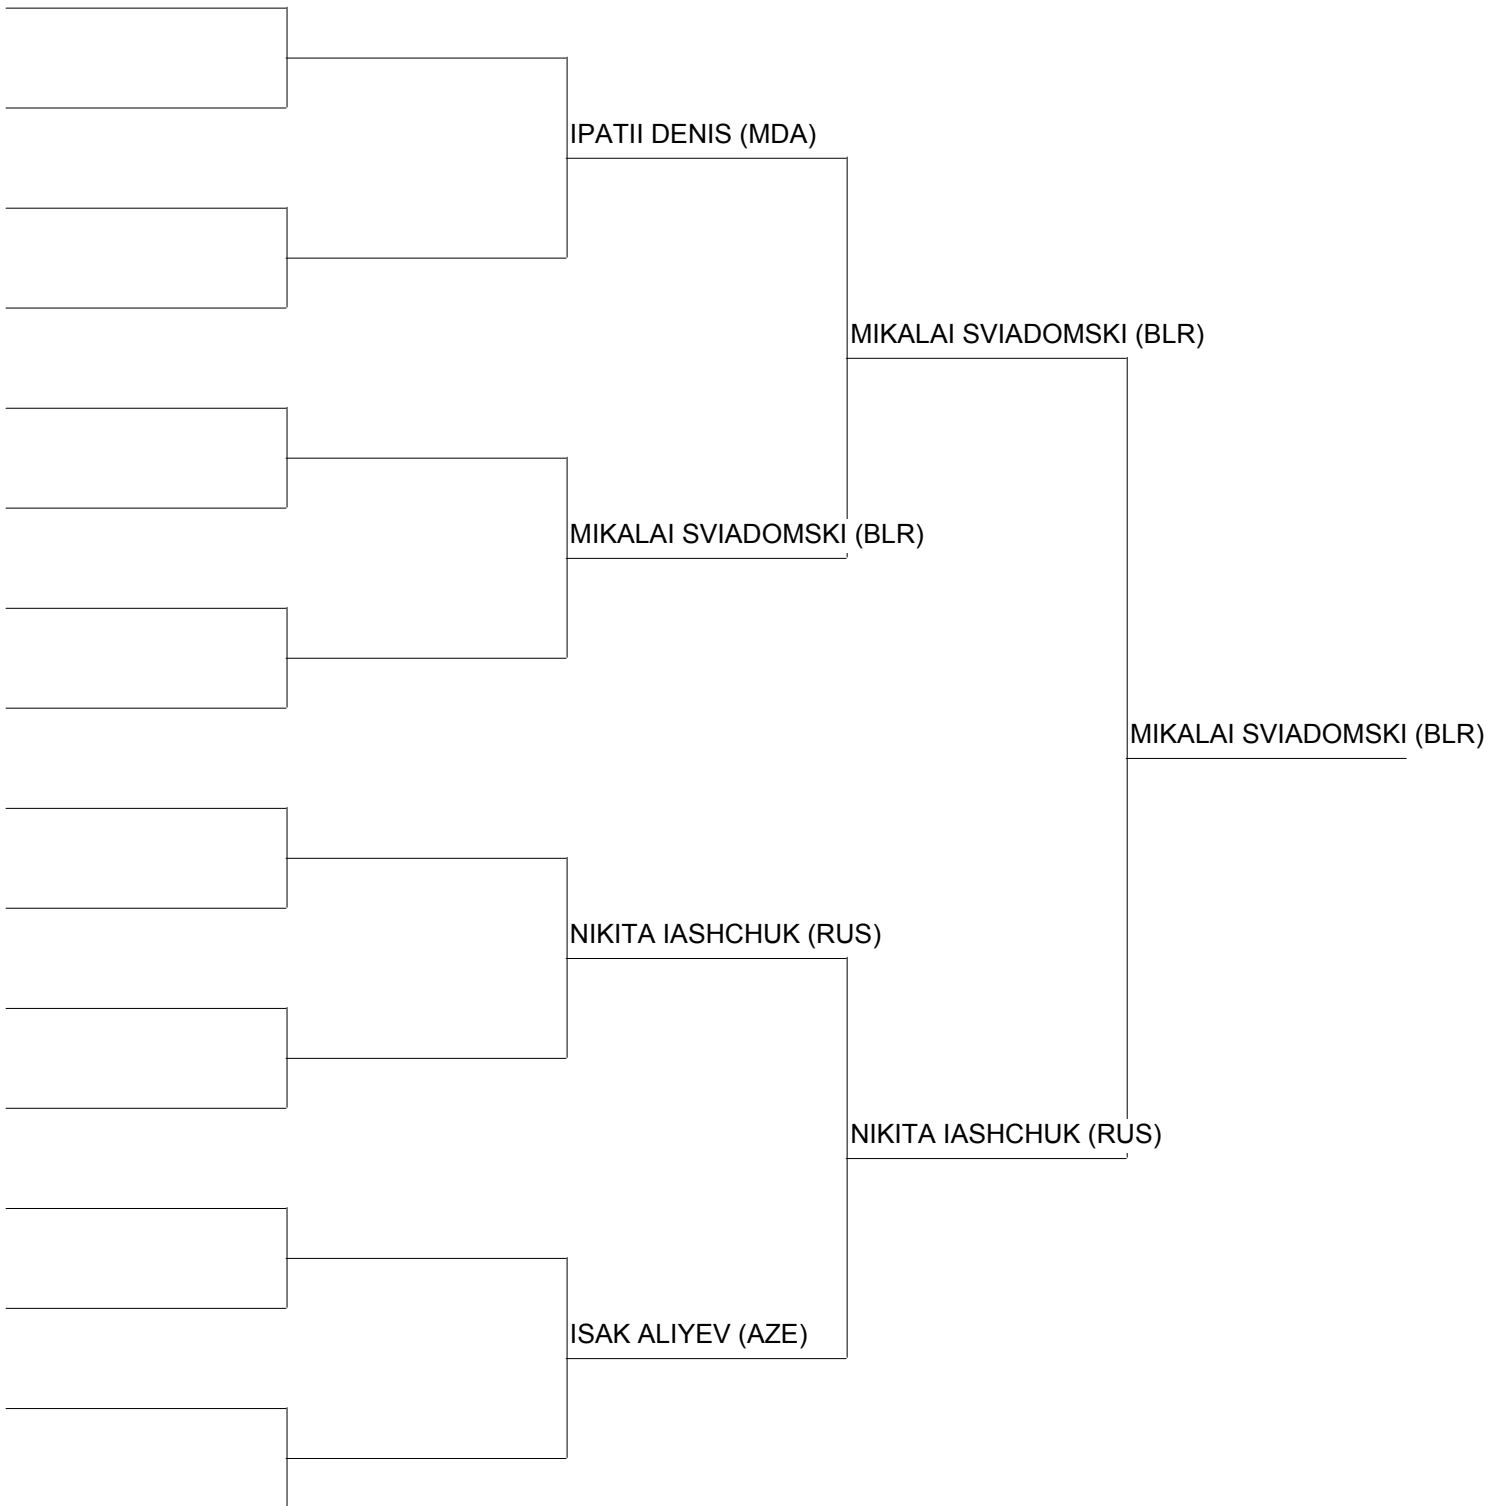 IPATII DENIS (MDA)
MIKALAI SVIADOMSKI (BLR)
MIKALAI SVIADOMSKI (BLR)
MIKALAI SVIADOMSKI (BLR)
NIKITA IASHCHUK (RUS)
NIKITA IASHCHUK (RUS)
ISAK ALIYEV (AZE)